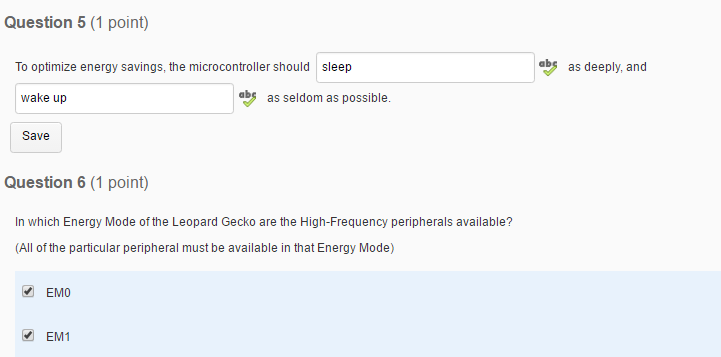 Question 5 (1 point)
To optimize energy savings, the microcontroller should sleep abc as deeply, and
wake up abc as seldom as possible.
Save
Question 6 (1 point)
In which Energy Mode of the Leopard Gecko are the High-Frequency peripherals available?
(All of the particular peripheral must be available in that Energy Mode)
EM0
EM1